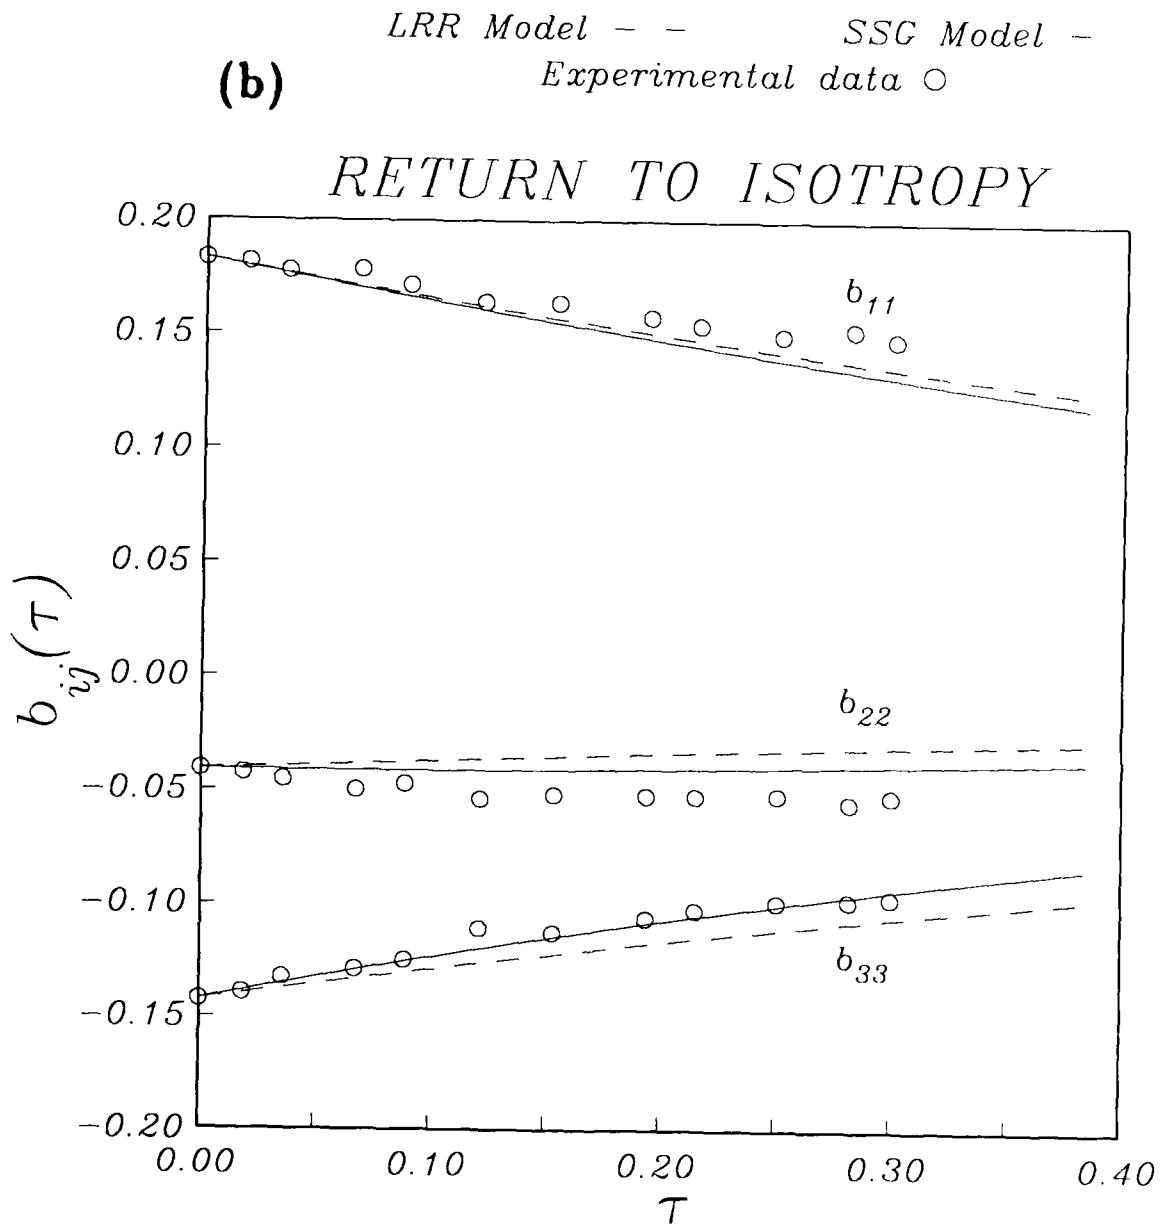 LRR Model - - SSG Model -
Experimental data ○
(b)
RETURN TO ISOTROPY
0.20
0.15
0.10
0.05
0.00
-0.05
-0.10
-0.15
-0.20
b_ij(τ)
b_11
b_22
b_33
0.00 0.10 0.20 0.30 0.40
τ